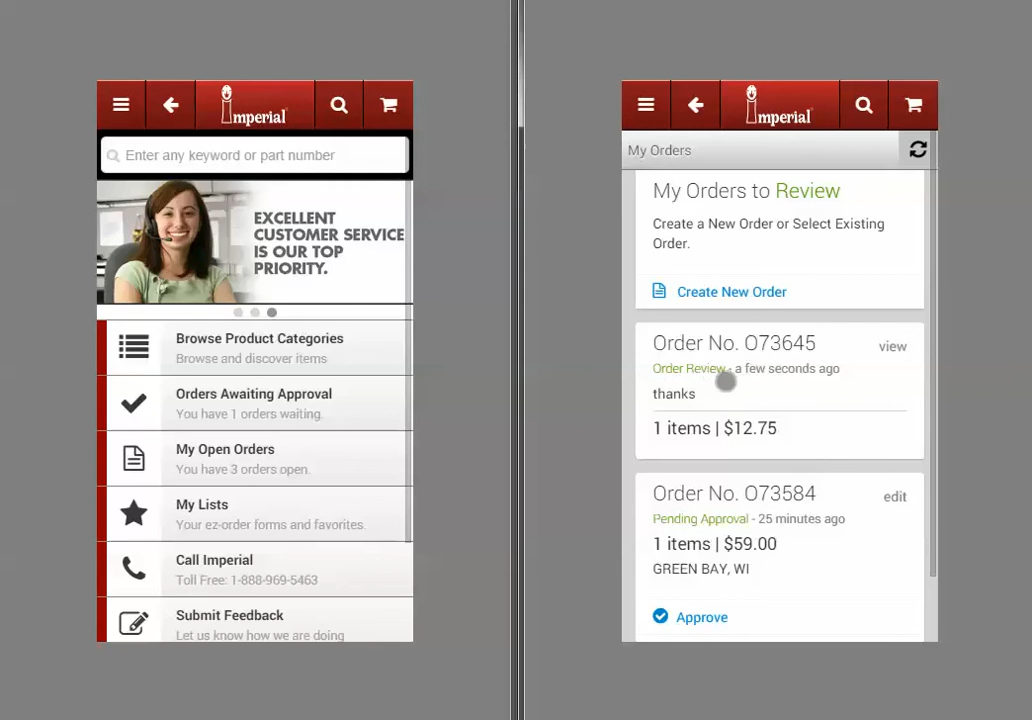 Imperial
Enter any keyword or part number
EXCELLENT
CUSTOMER SERVICE
IS OUR TOP
PRIORITY.
Browse Product Categories
Browse and discover items
Orders Awaiting Approval
You have 1 orders waiting.
My Open Orders
You have 3 orders open.
My Lists
Your ez-order forms and favorites.
Call Imperial
Toll Free: 1-888-969-5463
Submit Feedback
Let us know how we are doing
Imperial
My Orders
My Orders to Review
Create a New Order or Select Existing
Order.
Create New Order
Order No. O73645 view
Order Review - a few seconds ago
thanks
1 items | $12.75
Order No. O73584 edit
Pending Approval - 25 minutes ago
1 items | $59.00
GREEN BAY, WI
Approve